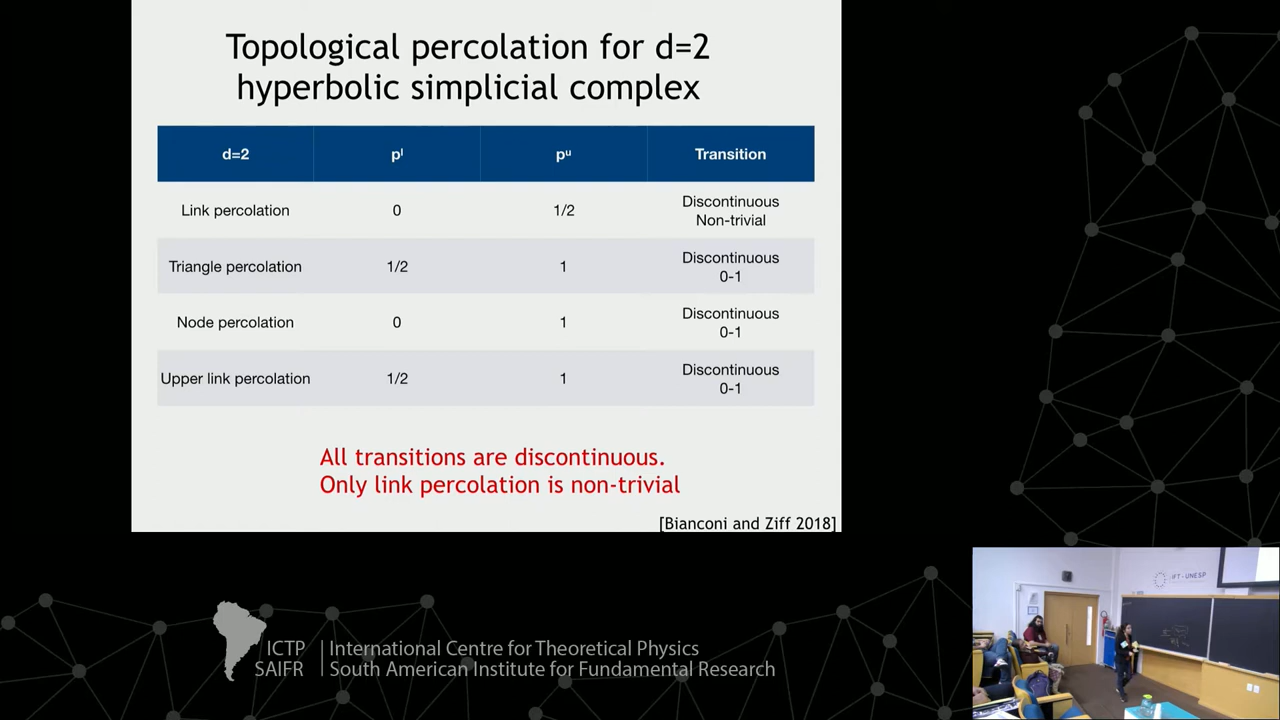 Topological percolation for d=2
hyperbolic simplicial complex
d=2 pˡ pᵘ Transition
Link percolation 0 1/2 Discontinuous Non-trivial
Triangle percolation 1/2 1 Discontinuous 0-1
Node percolation 0 1 Discontinuous 0-1
Upper link percolation 1/2 1 Discontinuous 0-1
All transitions are discontinuous.
Only link percolation is non-trivial
[Bianconi and Ziff 2018]
IFT-UNESP
ICTP International Centre for Theoretical Physics
SAIFR South American Institute for Fundamental Research